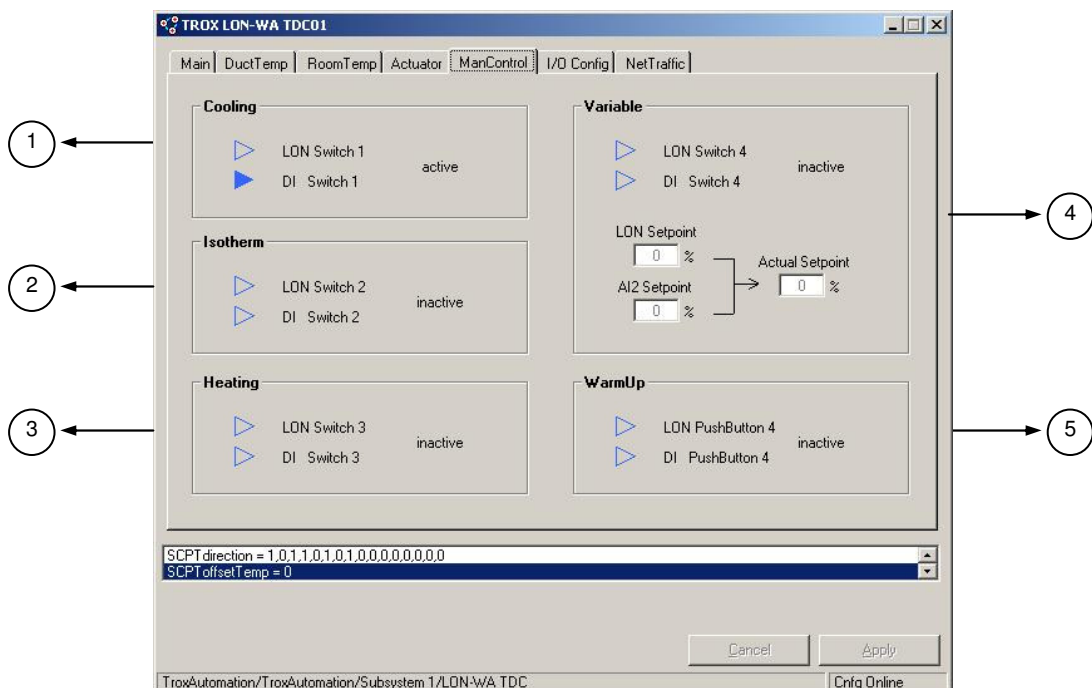 TROX LON-WA TDC01
Main DuctTemp RoomTemp Actuator ManControl I/O Config NetTraffic
1
Cooling
LON Switch 1
DI Switch 1
active
2
Isotherm
LON Switch 2
DI Switch 2
inactive
3
Heating
LON Switch 3
DI Switch 3
inactive
4
Variable
LON Switch 4
DI Switch 4
inactive
LON Setpoint
0 %
AI2 Setpoint
0 %
Actual Setpoint
0 %
5
WarmUp
LON PushButton 4
DI PushButton 4
inactive
SCPTdirection = 1,0,1,1,0,1,0,1,0,0,0,0,0,0,0,0
SCPToffsetTemp = 0
Cancel Apply
TroxAutomation/TroxAutomation/Subsystem 1/LON-WA TDC Cnfg Online